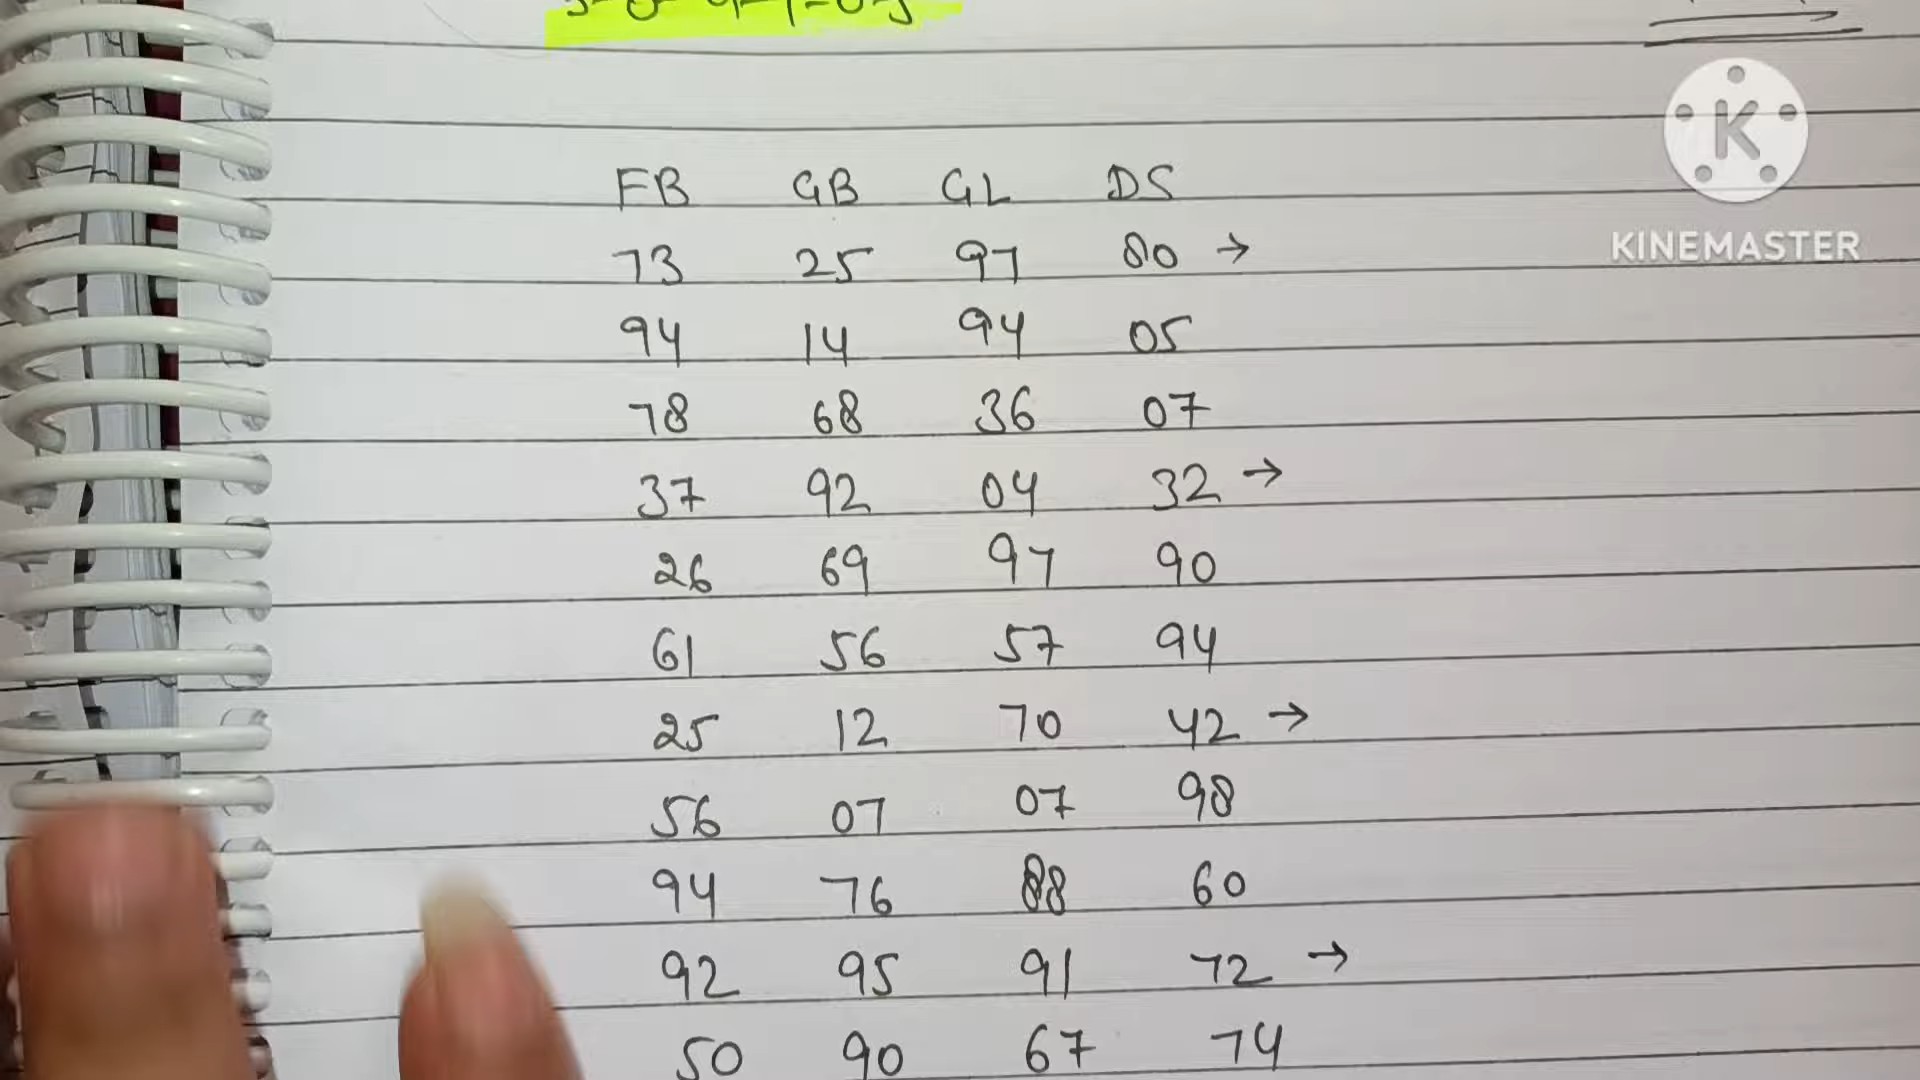 FB GB GL DS
73 25 97 80 →
94 14 94 05
78 68 36 07
37 92 04 32 →
26 69 97 90
61 56 57 94
25 12 70 42 →
56 07 07 98
94 76 88 60
92 95 91 72 →
50 90 67 74
K
KINEMASTER